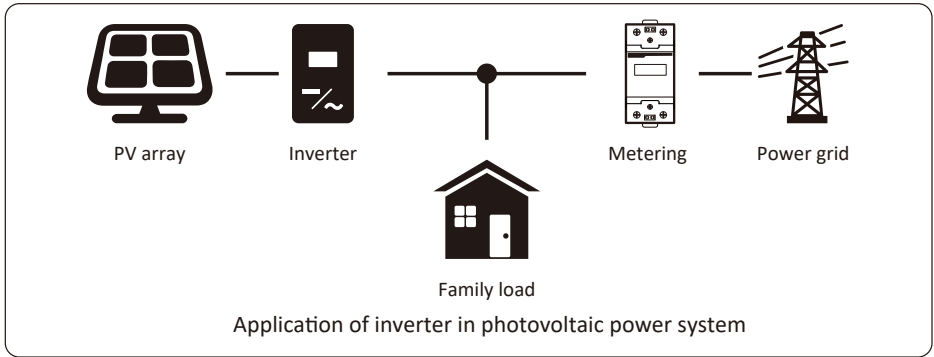 PV array
Inverter
Metering
Power grid
Family load
Application of inverter in photovoltaic power system